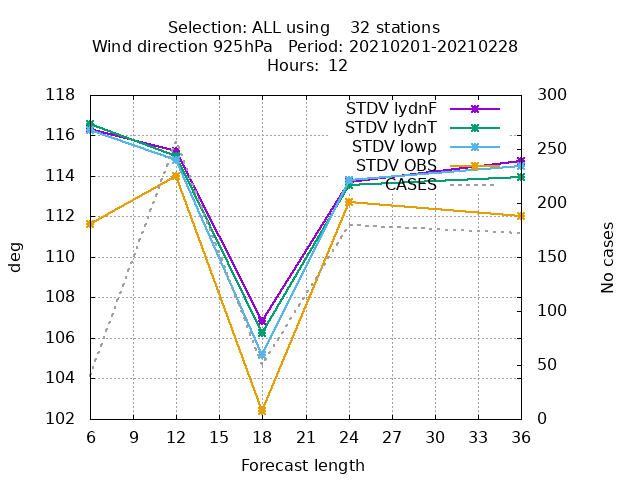 Selection: ALL using    32 stations
Wind direction 925hPa   Period: 20210201-20210228
Hours: 12
118 300
STDV lydnF
116 STDV lydnT 250
STDV lowp
114 STDV OBS
CASES
112 200
110 150
108 100
106
104 50
102 0
deg
No cases
6 9 12 15 18 21 24 27 30 33 36
Forecast length